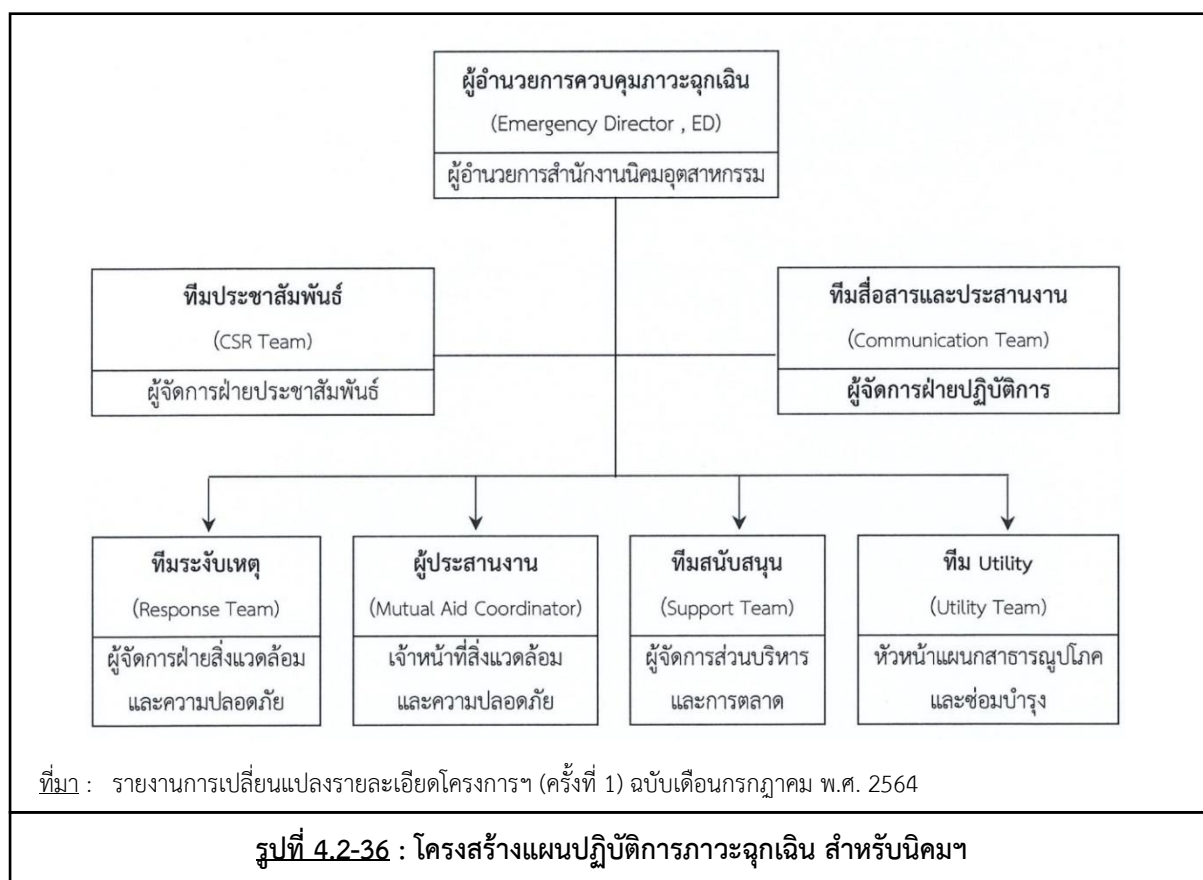 ผู้อำนวยการควบคุมภาวะฉุกเฉิน
(Emergency Director , ED)
ผู้อำนวยการสำนักงานนิคมอุตสาหกรรม
ทีมประชาสัมพันธ์
(CSR Team)
ผู้จัดการฝ่ายประชาสัมพันธ์
ทีมสื่อสารและประสานงาน
(Communication Team)
ผู้จัดการฝ่ายปฏิบัติการ
ทีมระงับเหตุ
(Response Team)
ผู้จัดการฝ่ายสิ่งแวดล้อม
และความปลอดภัย
ผู้ประสานงาน
(Mutual Aid Coordinator)
เจ้าหน้าที่สิ่งแวดล้อม
และความปลอดภัย
ทีมสนับสนุน
(Support Team)
ผู้จัดการส่วนบริหาร
และการตลาด
ทีม Utility
(Utility Team)
หัวหน้าแผนกสาธารณูปโภค
และซ่อมบำรุง
ที่มา : รายงานการเปลี่ยนแปลงรายละเอียดโครงการฯ (ครั้งที่ 1) ฉบับเดือนกรกฎาคม พ.ศ. 2564
รูปที่ 4.2-36 : โครงสร้างแผนปฏิบัติการภาวะฉุกเฉิน สำหรับนิคมฯ